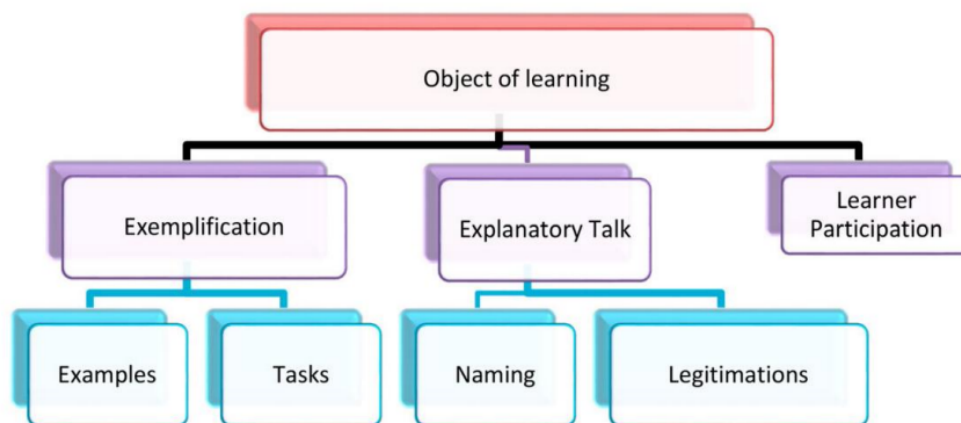 Object of learning
Exemplification
Explanatory Talk
Learner
Participation
Examples
Tasks
Naming
Legitimations